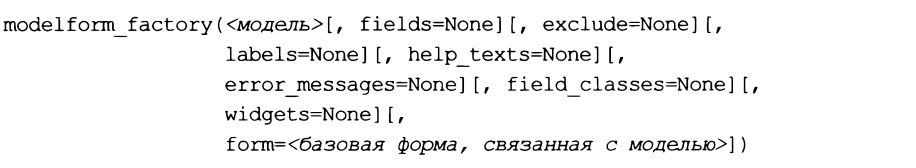 modelform_factory(<модель>[, fields=None][, exclude=None][,
labels=None][, help_texts=None][,
error_messages=None][, field_classes=None][,
widgets=None][,
form=<базовая форма, связанная с моделью>])